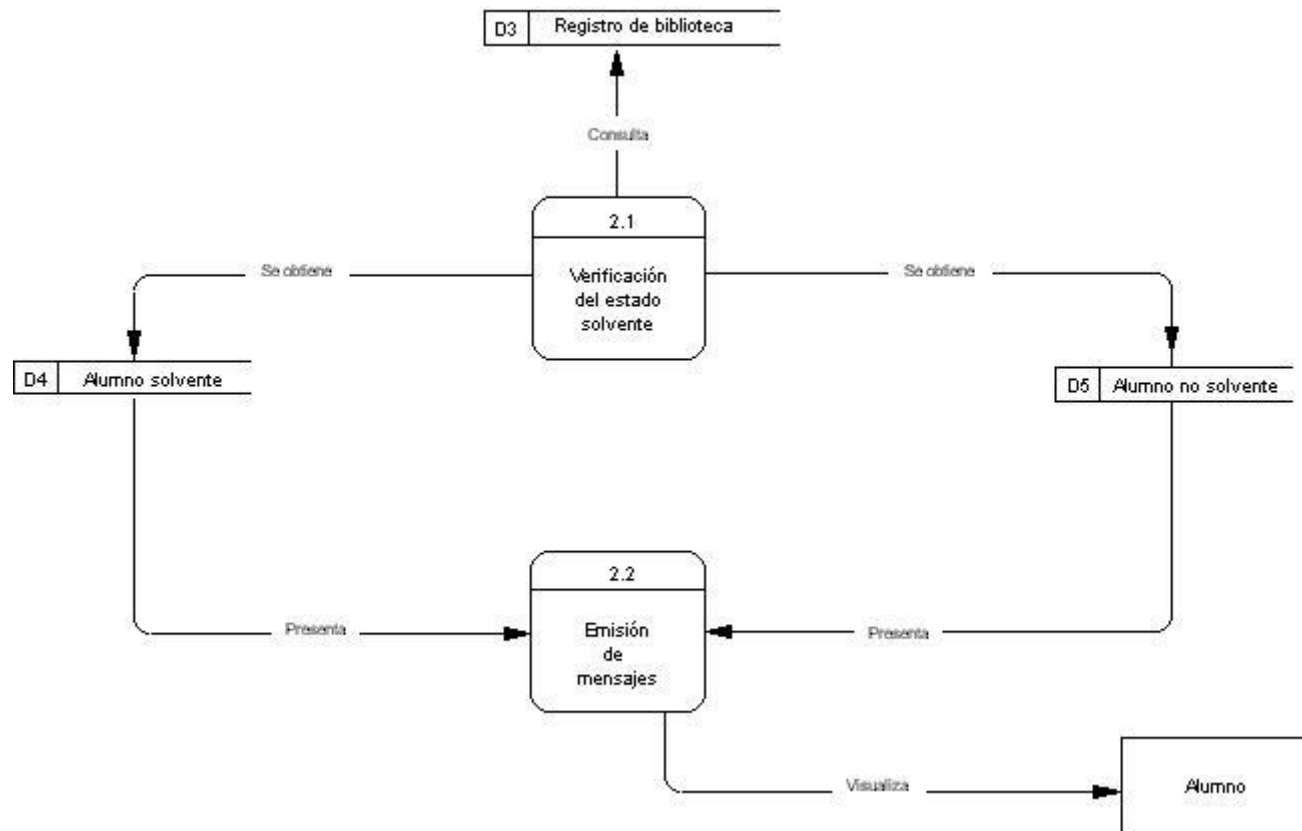 D3 Registro de biblioteca
Consulta
2.1
Se obtiene
Se obtiene
Verificación
del estado
solvente
D4 Alumno solvente
D5 Alumno no solvente
2.2
Presenta
Emisión
de
mensajes
Presenta
Visualiza
Alumno